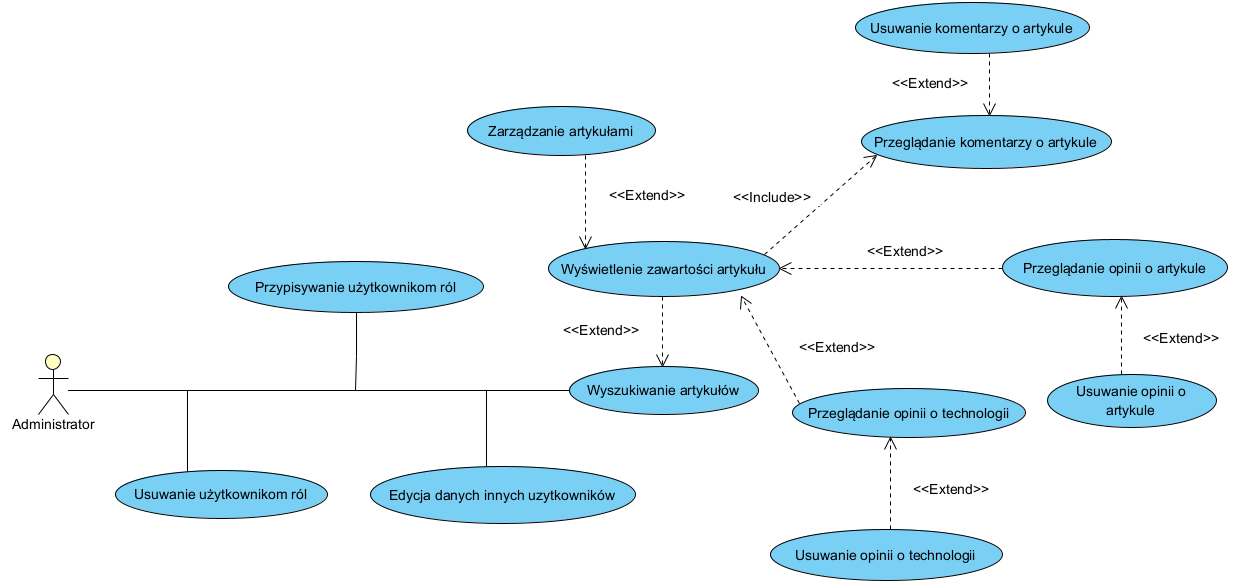 Usuwanie komentarzy o artykule
<<Extend>>
Zarządzanie artykułami
Przeglądanie komentarzy o artykule
<<Extend>>
<<Include>>
<<Extend>>
Wyświetlenie zawartości artykułu
Przeglądanie opinii o artykule
Przypisywanie użytkownikom ról
<<Extend>>
<<Extend>>
<<Extend>>
Wyszukiwanie artykułów
Usuwanie opinii o
artykule
Przeglądanie opinii o technologii
Administrator
Usuwanie użytkownikom ról
Edycja danych innych uzytkowników
<<Extend>>
Usuwanie opinii o technologii